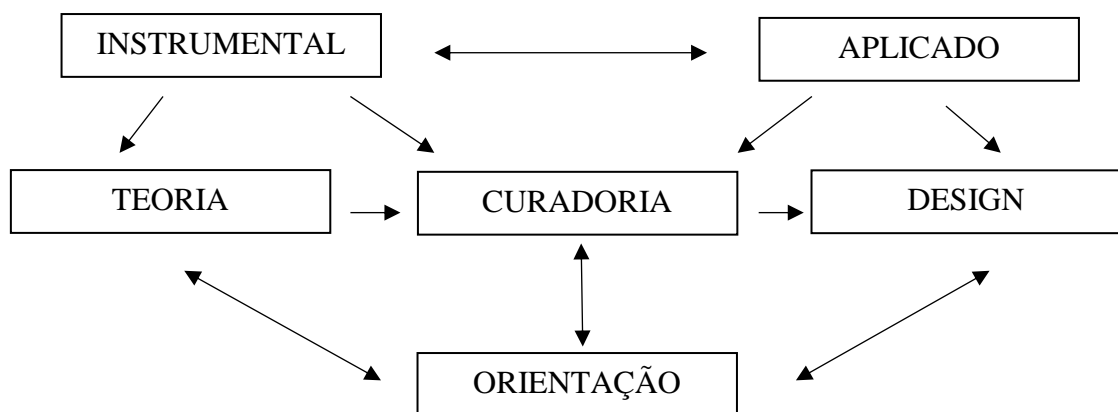 INSTRUMENTAL
APLICADO
TEORIA
CURADORIA
DESIGN
ORIENTAÇÃO